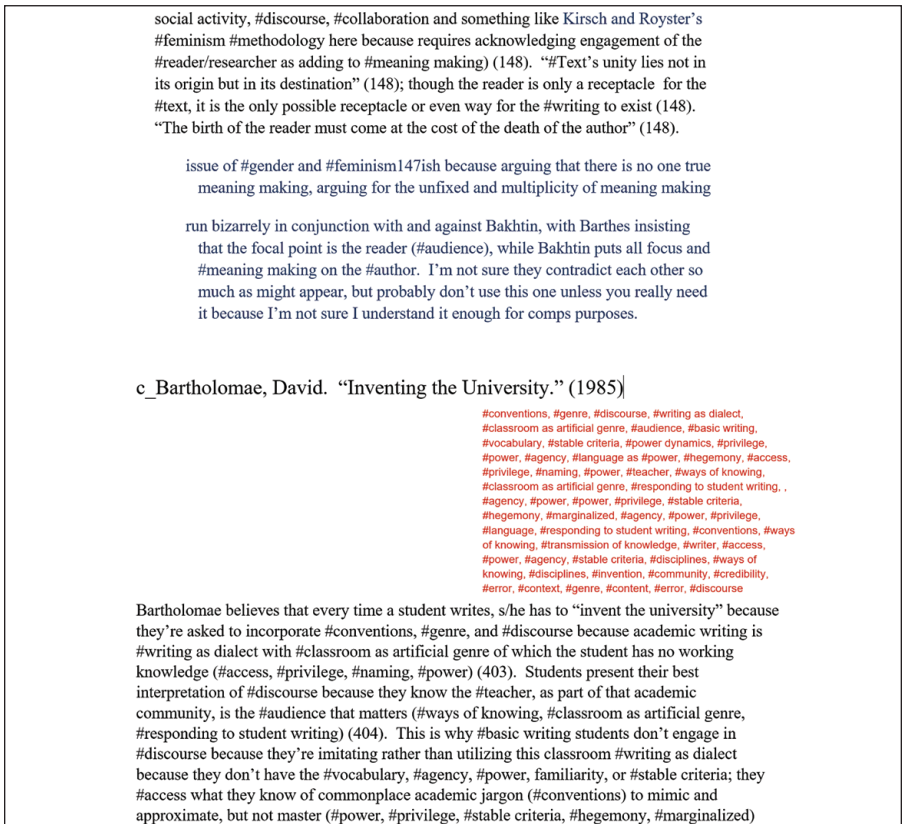 social activity, #discourse, #collaboration and something like Kirsch and Royster’s
#feminism #methodology here because requires acknowledging engagement of the
#reader/researcher as adding to #meaning making) (148).  “#Text’s unity lies not in
its origin but in its destination” (148); though the reader is only a receptacle  for the
#text, it is the only possible receptacle or even way for the #writing to exist (148).
“The birth of the reader must come at the cost of the death of the author” (148).
issue of #gender and #feminism147ish because arguing that there is no one true
meaning making, arguing for the unfixed and multiplicity of meaning making
run bizarrely in conjunction with and against Bakhtin, with Barthes insisting
that the focal point is the reader (#audience), while Bakhtin puts all focus and
#meaning making on the #author.  I’m not sure they contradict each other so
much as might appear, but probably don’t use this one unless you really need
it because I’m not sure I understand it enough for comps purposes.
c_Bartholomae, David.  “Inventing the University.” (1985)
#conventions, #genre, #discourse, #writing as dialect,
#classroom as artificial genre, #audience, #basic writing,
#vocabulary, #stable criteria, #power dynamics, #privilege,
#power, #agency, #language as #power, #hegemony, #access,
#privilege, #naming, #power, #teacher, #ways of knowing,
#classroom as artificial genre, #responding to student writing, ,
#agency, #power, #power, #privilege, #stable criteria,
#hegemony, #marginalized, #agency, #power, #privilege,
#language, #responding to student writing, #conventions, #ways
of knowing, #transmission of knowledge, #writer, #access,
#power, #agency, #stable criteria, #disciplines, #ways of
knowing, #disciplines, #invention, #community, #credibility,
#error, #context, #genre, #content, #error, #discourse
Bartholomae believes that every time a student writes, s/he has to “invent the university” because
they’re asked to incorporate #conventions, #genre, and #discourse because academic writing is
#writing as dialect with #classroom as artificial genre of which the student has no working
knowledge (#access, #privilege, #naming, #power) (403).  Students present their best
interpretation of #discourse because they know the #teacher, as part of that academic
community, is the #audience that matters (#ways of knowing, #classroom as artificial genre,
#responding to student writing) (404).  This is why #basic writing students don’t engage in
#discourse because they’re imitating rather than utilizing this classroom #writing as dialect
because they don’t have the #vocabulary, #agency, #power, familiarity, or #stable criteria; they
#access what they know of commonplace academic jargon (#conventions) to mimic and
approximate, but not master (#power, #privilege, #stable criteria, #hegemony, #marginalized)